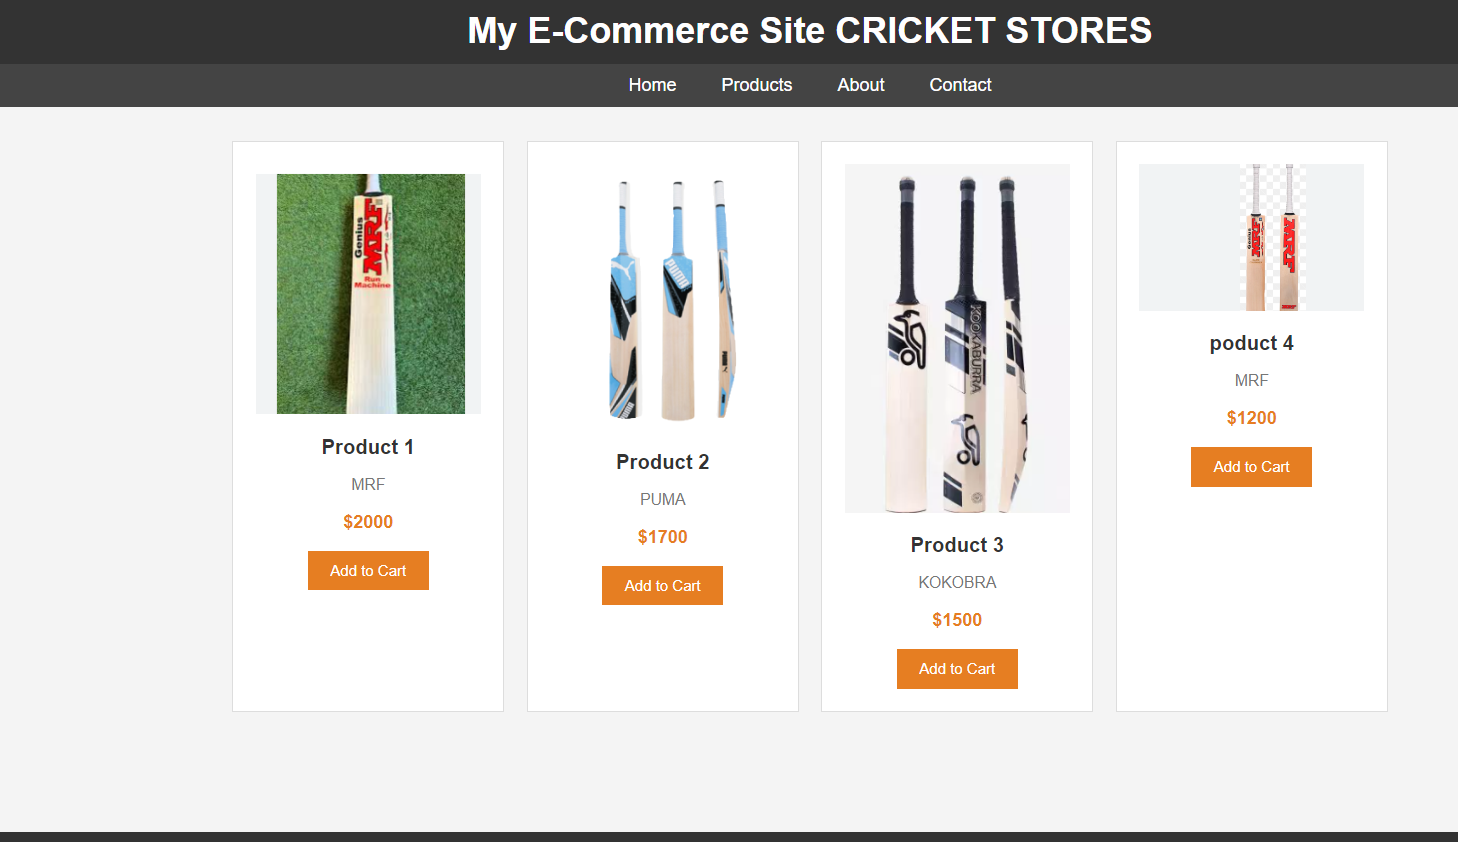 My E-Commerce Site CRICKET STORES
Home Products About Contact
Genius
MRF
Run
Machine
Product 1
MRF
$2000
Add to Cart
PUMA
Product 2
PUMA
$1700
Add to Cart
KOOKABURRA
Product 3
KOKOBRA
$1500
Add to Cart
Genius
MRF
MRF
poduct 4
MRF
$1200
Add to Cart